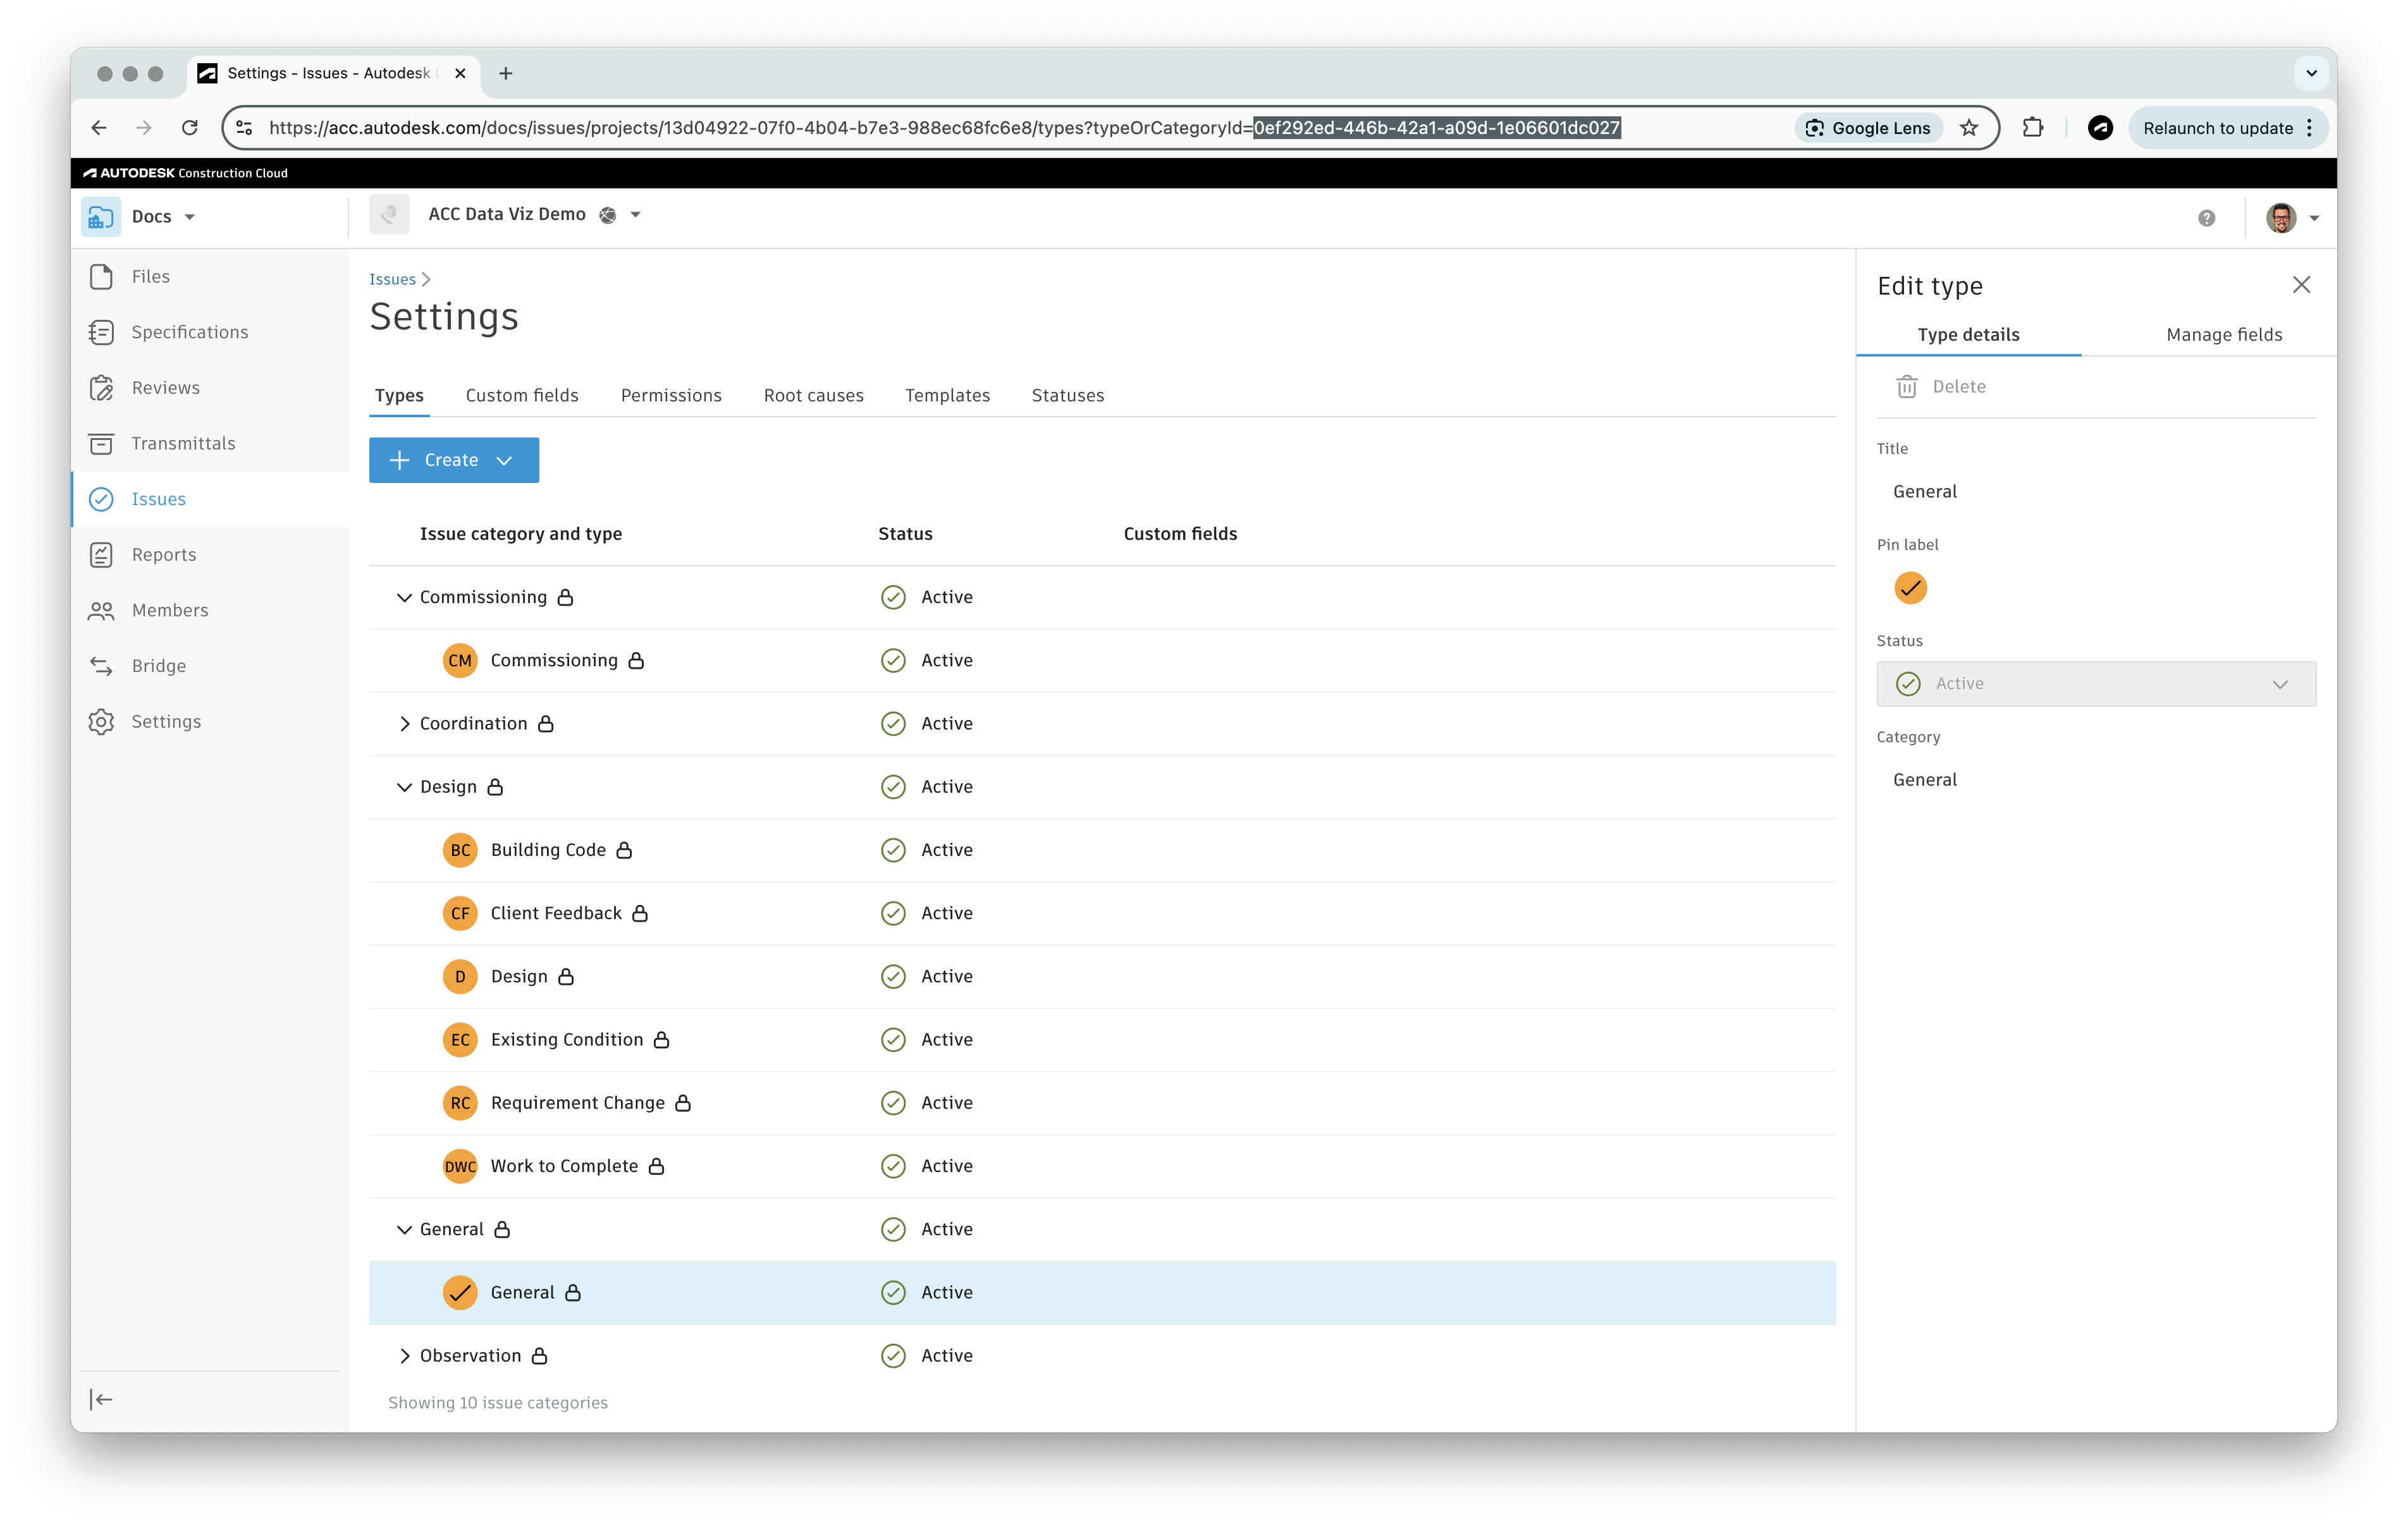 Settings - Issues - Autodesk
https://acc.autodesk.com/docs/issues/projects/13d04922-07f0-4b04-b7e3-988ec68fc6e8/types?typeOrCategoryId=0ef292ed-446b-42a1-a09d-1e06601dc027
Google Lens
Relaunch to update
AUTODESK Construction Cloud
Docs
ACC Data Viz Demo
Files
Specifications
Reviews
Transmittals
Issues
Reports
Members
Bridge
Settings
Issues
Settings
Types Custom fields Permissions Root causes Templates Statuses
Create
Issue category and type Status Custom fields
Commissioning Active
CM Commissioning Active
Coordination Active
Design Active
BC Building Code Active
CF Client Feedback Active
D Design Active
EC Existing Condition Active
RC Requirement Change Active
DWC Work to Complete Active
General Active
General Active
Observation Active
Showing 10 issue categories
Edit type
Type details Manage fields
Delete
Title
General
Pin label
Status
Active
Category
General